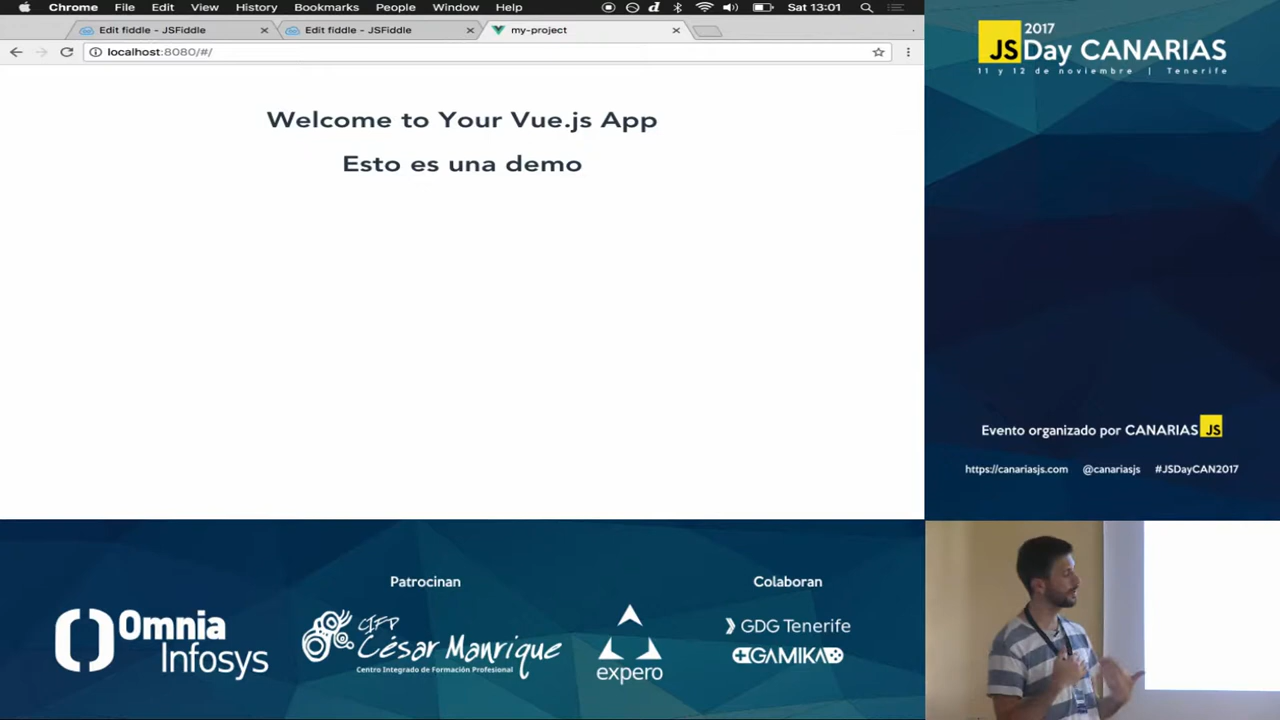 Chrome File Edit View History Bookmarks People Window Help Sat 13:01
Edit fiddle - JSFiddle
Edit fiddle - JSFiddle
my-project
localhost:8080/#/
Welcome to Your Vue.js App
Esto es una demo
2017
JSDay CANARIAS
11 y 12 de noviembre | Tenerife
Evento organizado por CANARIAS JS
https://canariasjs.com @canariasjs #JSDayCAN2017
Patrocinan
Omnia
Infosys
CIFP
César Manrique
Centro Integrado de Formación Profesional
expero
Colaboran
GDG Tenerife
GAMIKA